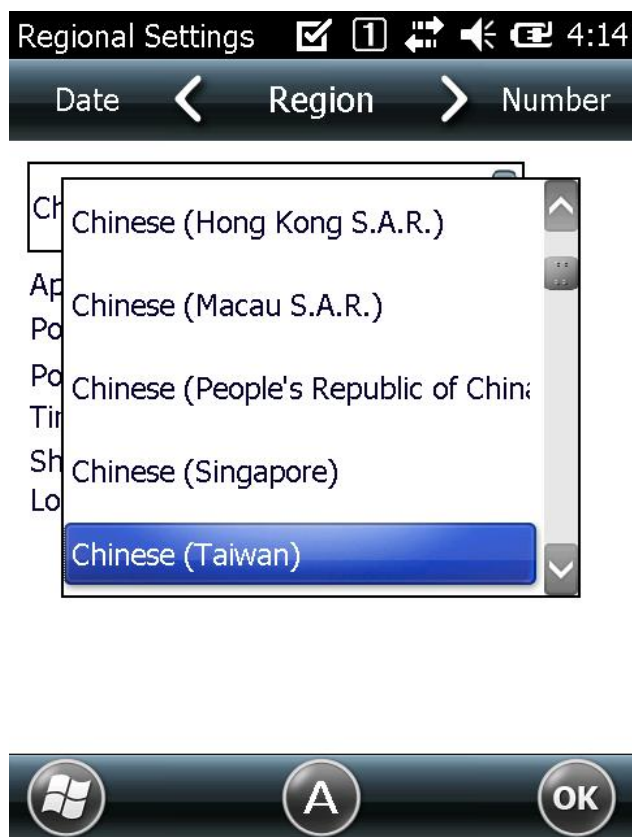 Regional Settings 1 4:14
Date Region Number
Chinese (Hong Kong S.A.R.)
Chinese (Macau S.A.R.)
Chinese (People's Republic of
Chinese (Singapore)
Chinese (Taiwan)
A OK